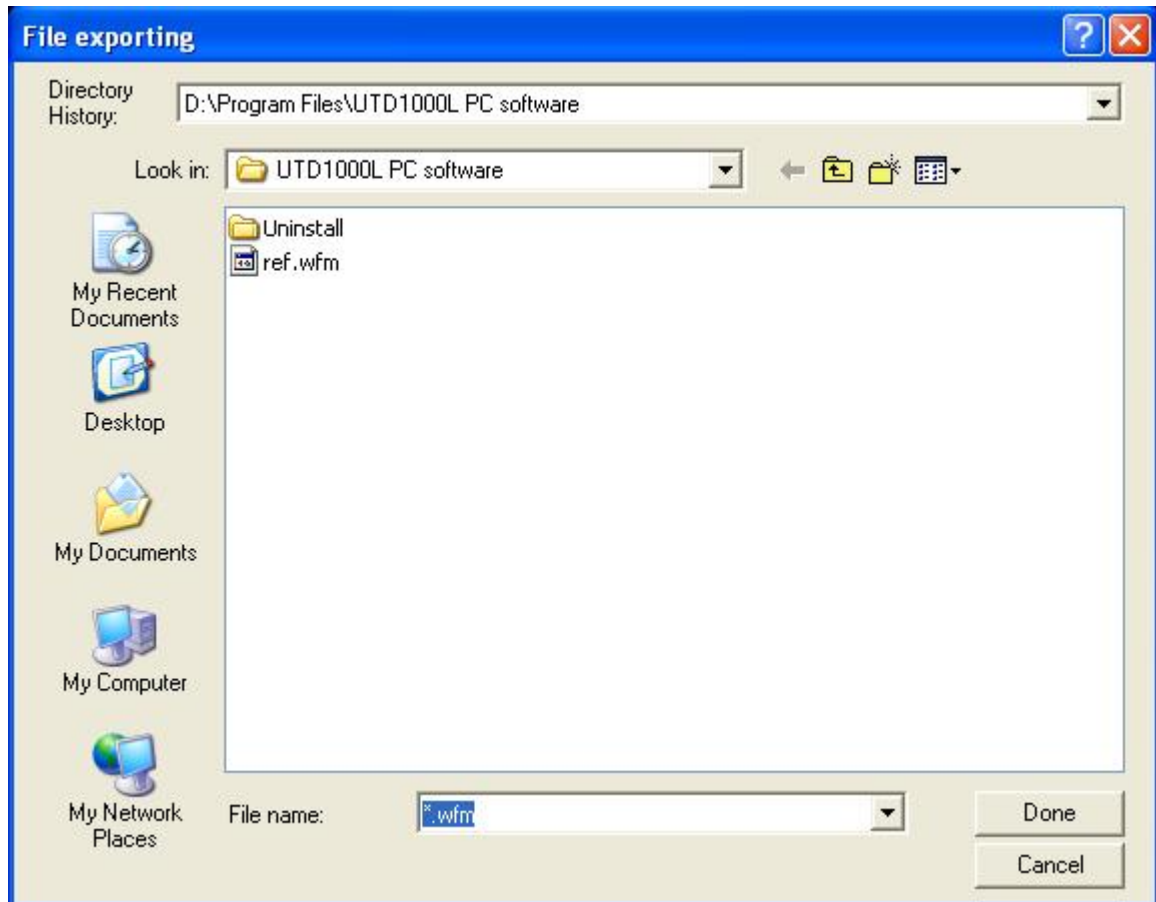 File exporting
Directory
History:
D:\Program Files\UTD1000L PC software
Look in:
UTD1000L PC software
Uninstall
ref.wfm
My Recent
Documents
Desktop
My Documents
My Computer
My Network
Places
File name:
*.wfm
Done
Cancel